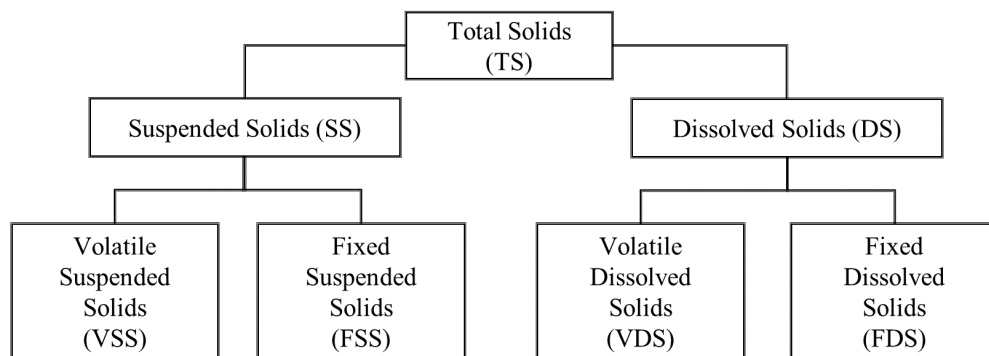 Total Solids
(TS)
Suspended Solids (SS)
Dissolved Solids (DS)
Volatile
Suspended
Solids
(VSS)
Fixed
Suspended
Solids
(FSS)
Volatile
Dissolved
Solids
(VDS)
Fixed
Dissolved
Solids
(FDS)